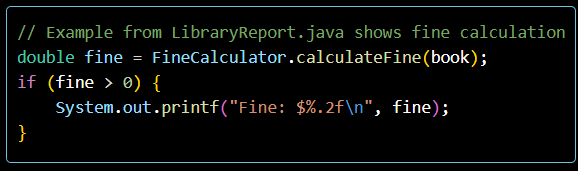 // Example from LibraryReport.java shows fine calculation
double fine = FineCalculator.calculateFine(book);
if (fine > 0) {
    System.out.printf("Fine: $%.2f\n", fine);
}